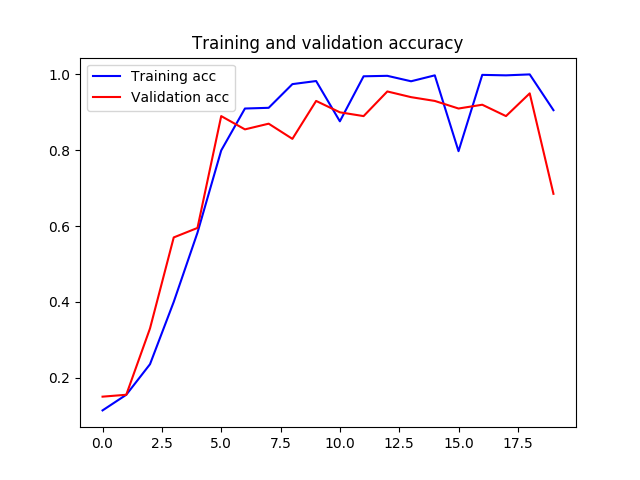 Training and validation accuracy
Training acc
Validation acc
1.0
0.8
0.6
0.4
0.2
0.0 2.5 5.0 7.5 10.0 12.5 15.0 17.5